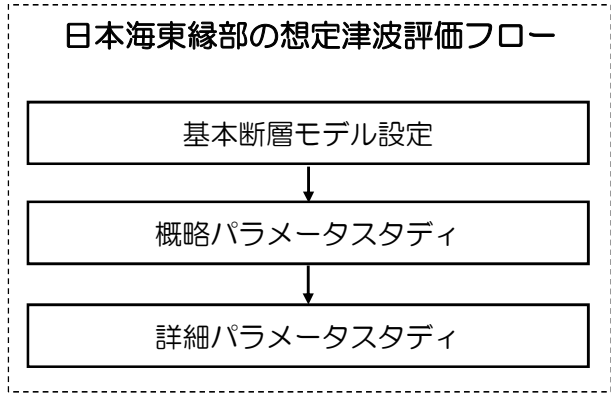 日本海東縁部の想定津波評価フロー
基本断層モデル設定
概略パラメータスタディ
詳細パラメータスタディ